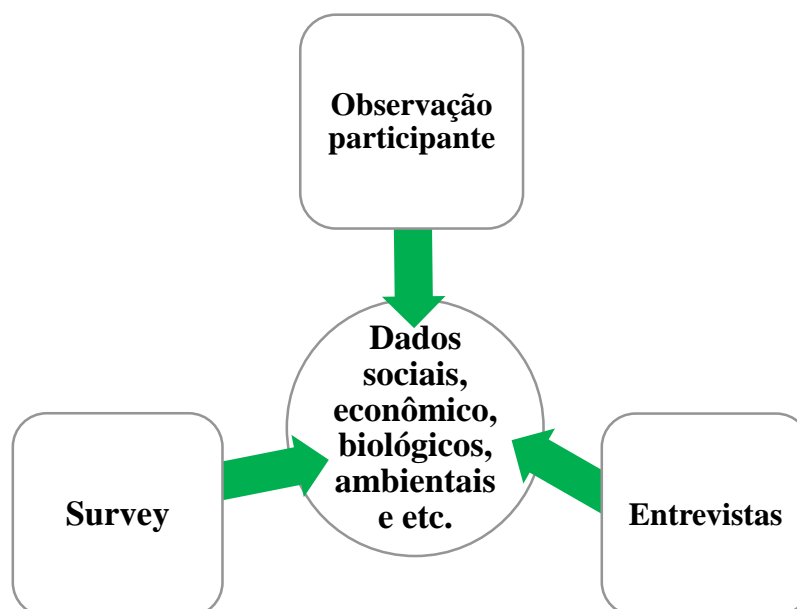 Observação
participante
Dados
sociais,
econômico,
biológicos,
ambientais
e etc.
Survey
Entrevistas